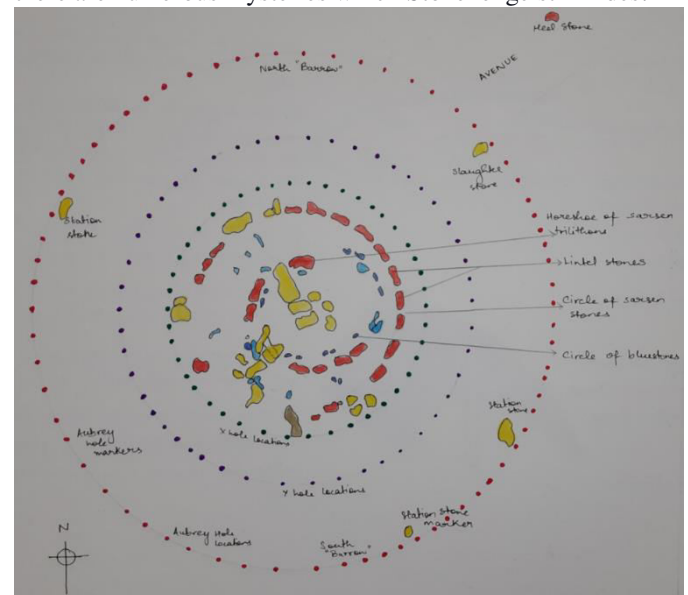 Heel Stone
AVENUE
North "Barrow"
Slaughter
stone
Station
stone
Horeshoe of sarsen
trilithons
Lintel stones
Circle of sarsen
stones
Circle of bluestones
Station
stone
X hole locations
Aubrey
hole
markers
Y hole locations
Station Stone
marker
Aubrey Hole
locations
South
"Barrow"
N